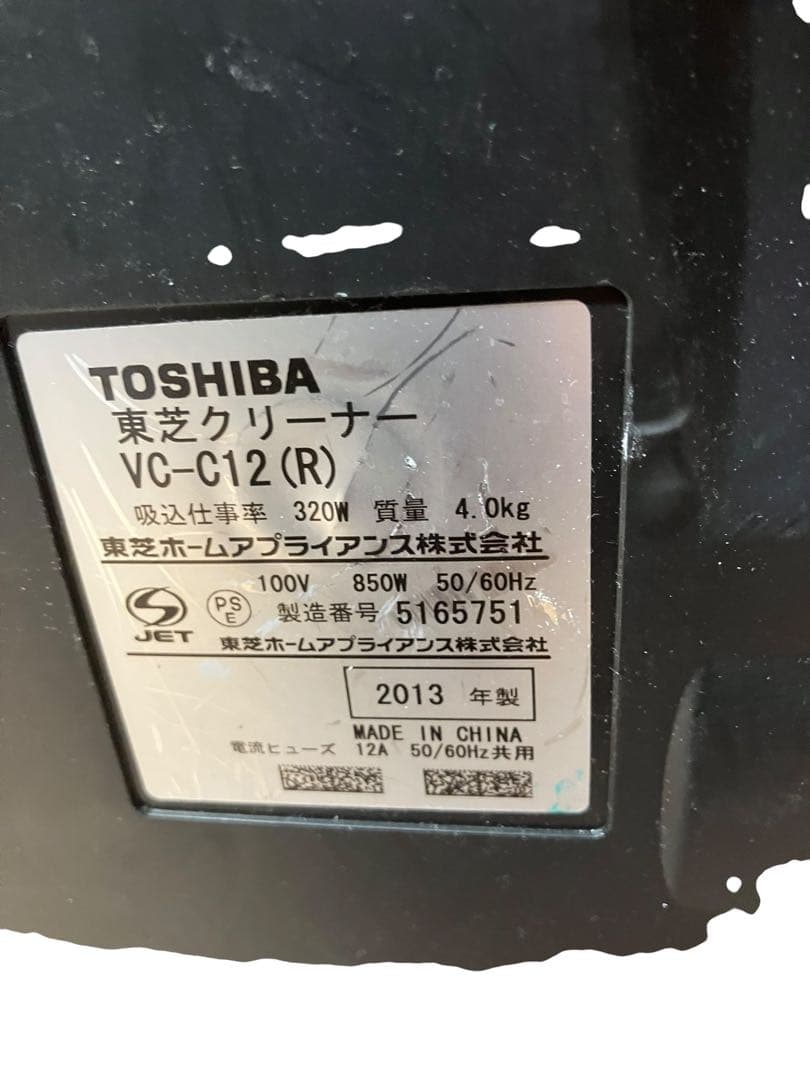 TOSHIBA
東芝クリーナー
VC-C12(R)
吸込仕事率 320W 質量 4.0kg
東芝ホームアプライアンス株式会社
100V 850W 50/60Hz
JET PSE 製造番号 5165751
東芝ホームアプライアンス株式会社
2013 年製
MADE IN CHINA
電流ヒューズ 12A 50/60Hz共用